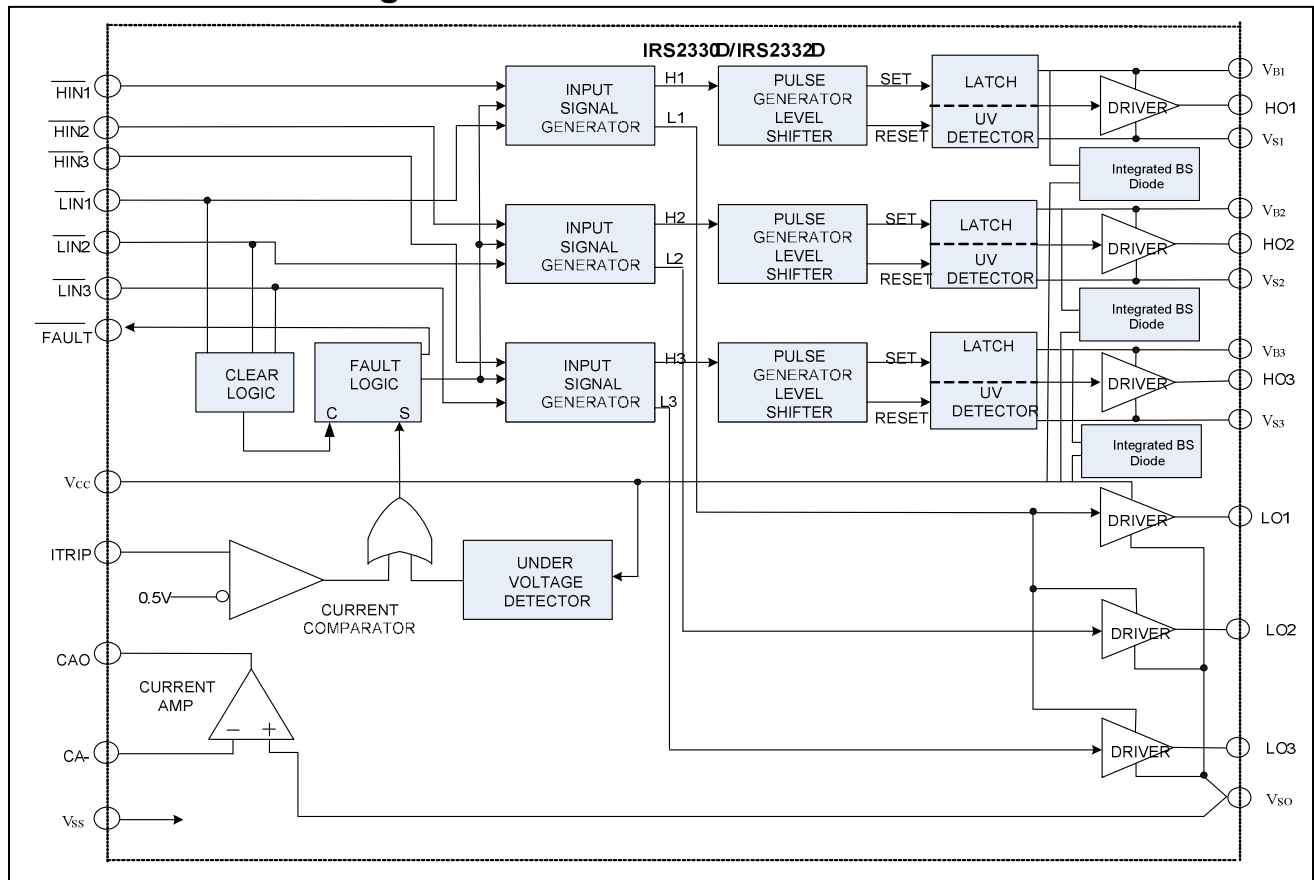 IRS2330D/IRS2332D
HIN1
HIN2
HIN3
LIN1
LIN2
LIN3
FAULT
VCC
ITRIP
0.5V
CAO
CA-
VSS
INPUT
SIGNAL
GENERATOR
H1
L1
PULSE
GENERATOR
LEVEL
SHIFTER
SET
RESET
LATCH
UV
DETECTOR
DRIVER
Integrated BS
Diode
VB1
HO1
VS1
INPUT
SIGNAL
GENERATOR
H2
L2
PULSE
GENERATOR
LEVEL
SHIFTER
SET
RESET
LATCH
UV
DETECTOR
DRIVER
Integrated BS
Diode
VB2
HO2
VS2
CLEAR
LOGIC
FAULT
LOGIC
C S
INPUT
SIGNAL
GENERATOR
H3
L3
PULSE
GENERATOR
LEVEL
SHIFTER
SET
RESET
LATCH
UV
DETECTOR
DRIVER
Integrated BS
Diode
VB3
HO3
VS3
CURRENT
COMPARATOR
UNDER
VOLTAGE
DETECTOR
DRIVER
LO1
DRIVER
LO2
CURRENT
AMP
− +
DRIVER
LO3
VSO